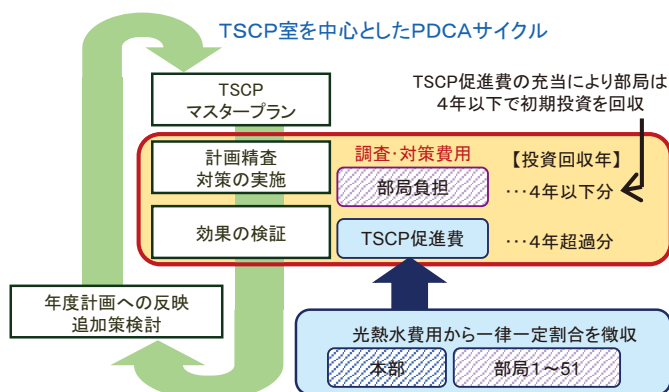 TSCP室を中心としたPDCAサイクル
TSCP
マスタープラン
TSCP促進費の充当により部局は
4年以下で初期投資を回収
計画精査
対策の実施
調査・対策費用
【投資回収年】
部局負担
…4年以下分
効果の検証
TSCP促進費
…4年超過分
年度計画への反映
追加策検討
光熱水費用から一律一定割合を徴収
本部
部局1~51